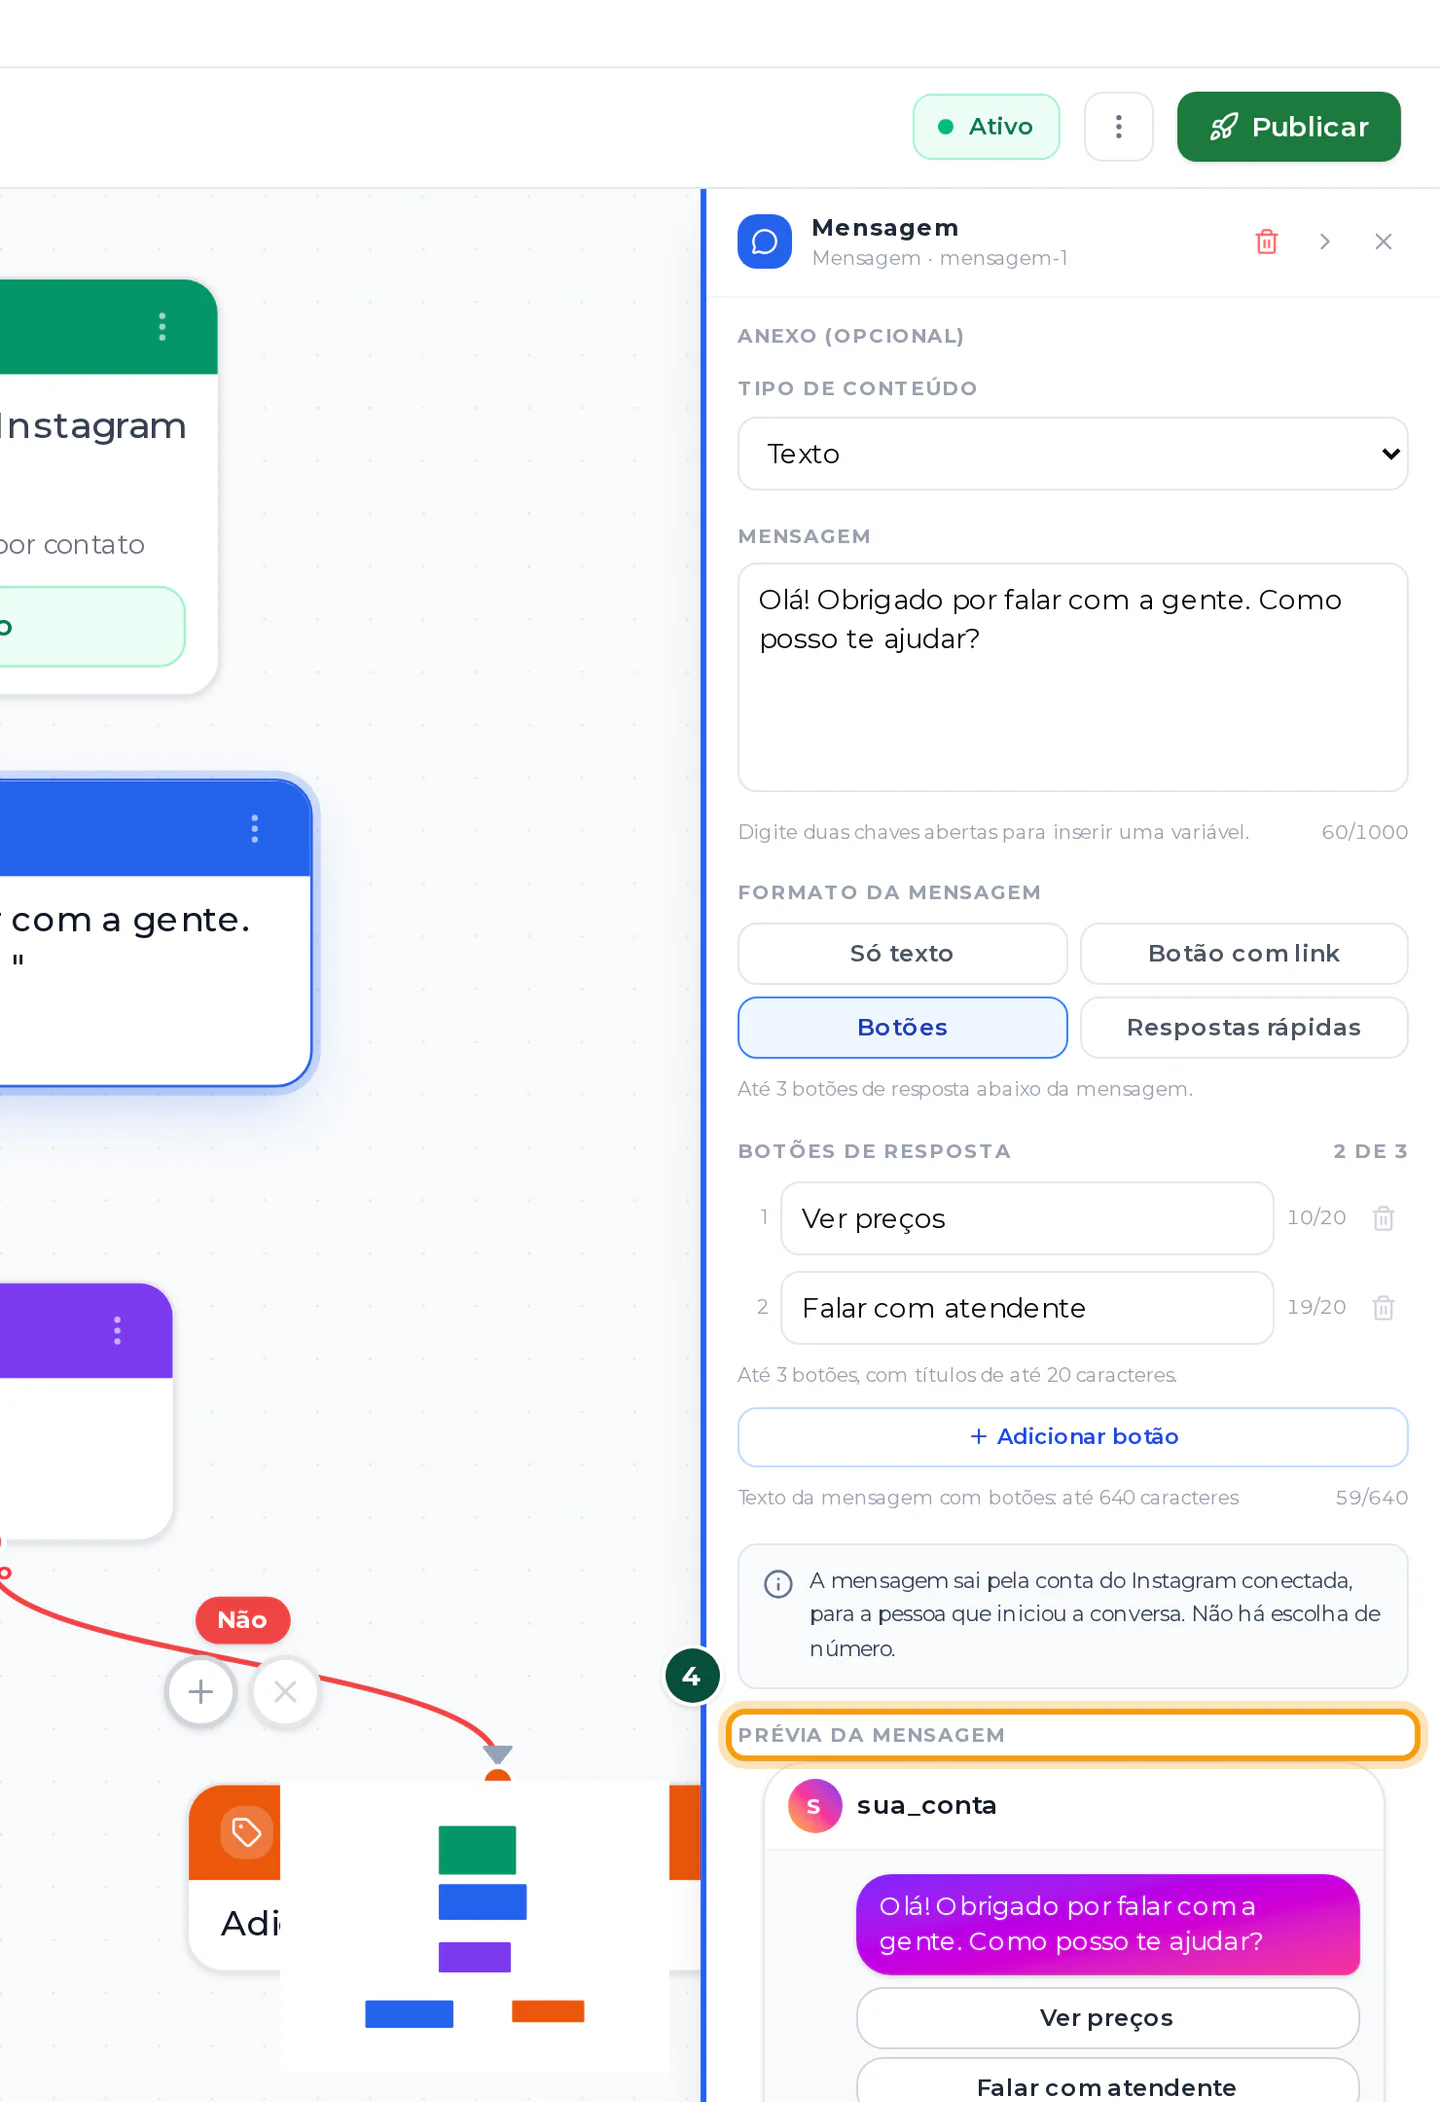 Ativo
Publicar
Mensagem
Mensagem · mensagem-1
ANEXO (OPCIONAL)
TIPO DE CONTEÚDO
Texto
MENSAGEM
Olá! Obrigado por falar com a gente. Como
posso te ajudar?
Digite duas chaves abertas para inserir uma variável.
60/1000
FORMATO DA MENSAGEM
Só texto
Botão com link
Botões
Respostas rápidas
Até 3 botões de resposta abaixo da mensagem.
BOTÕES DE RESPOSTA
2 DE 3
1
Ver preços
10/20
2
Falar com atendente
19/20
Até 3 botões, com títulos de até 20 caracteres.
+ Adicionar botão
Texto da mensagem com botões: até 640 caracteres
59/640
A mensagem sai pela conta do Instagram conectada,
para a pessoa que iniciou a conversa. Não há escolha de
número.
4
PRÉVIA DA MENSAGEM
S
sua_conta
Olá! Obrigado por falar com a
gente. Como posso te ajudar?
Ver preços
Falar com atendente
Instagram
por contato
o
com a gente.
"
Não
Adi